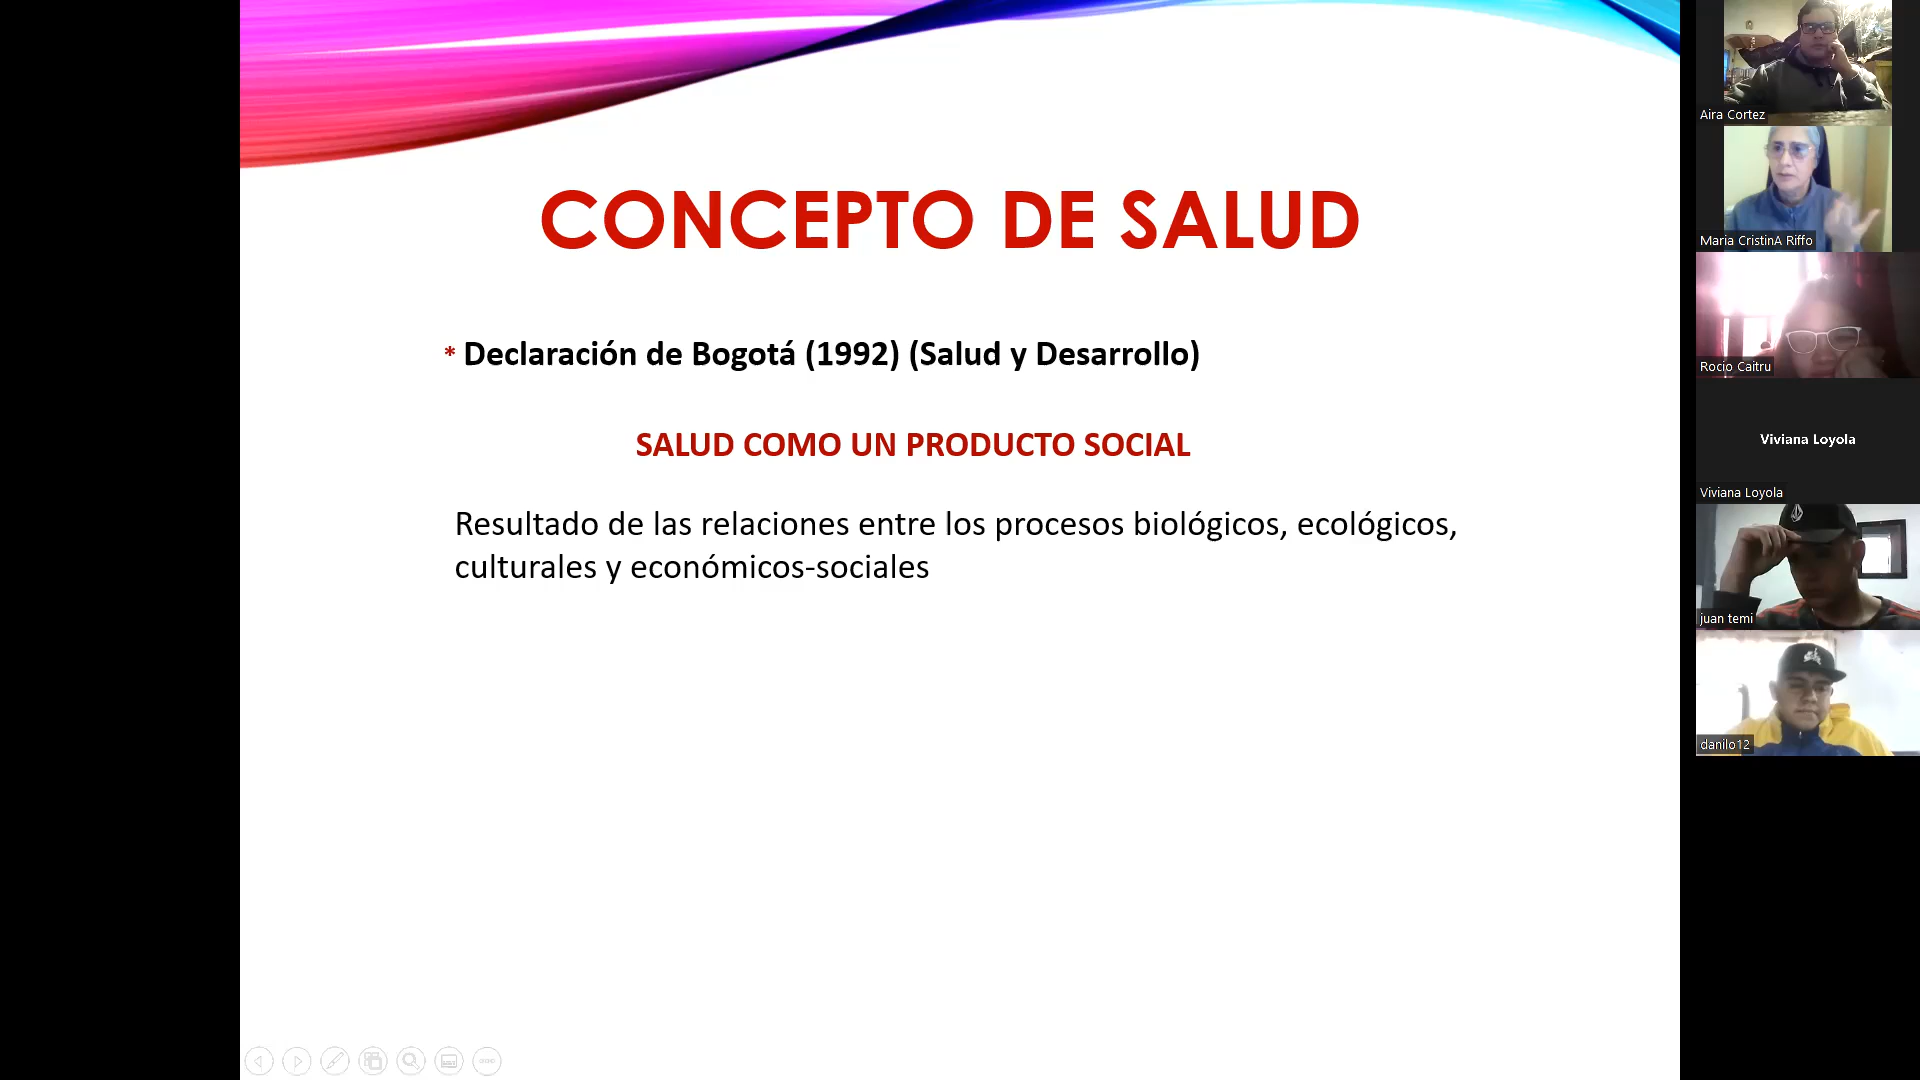 CONCEPTO DE SALUD
* Declaración de Bogotá (1992) (Salud y Desarrollo)
SALUD COMO UN PRODUCTO SOCIAL
Resultado de las relaciones entre los procesos biológicos, ecológicos,
culturales y económicos-sociales
Aira Cortez
Maria CristinA Riffo
Rocio Caitru
Viviana Loyola
Viviana Loyola
juan temi
danilo12